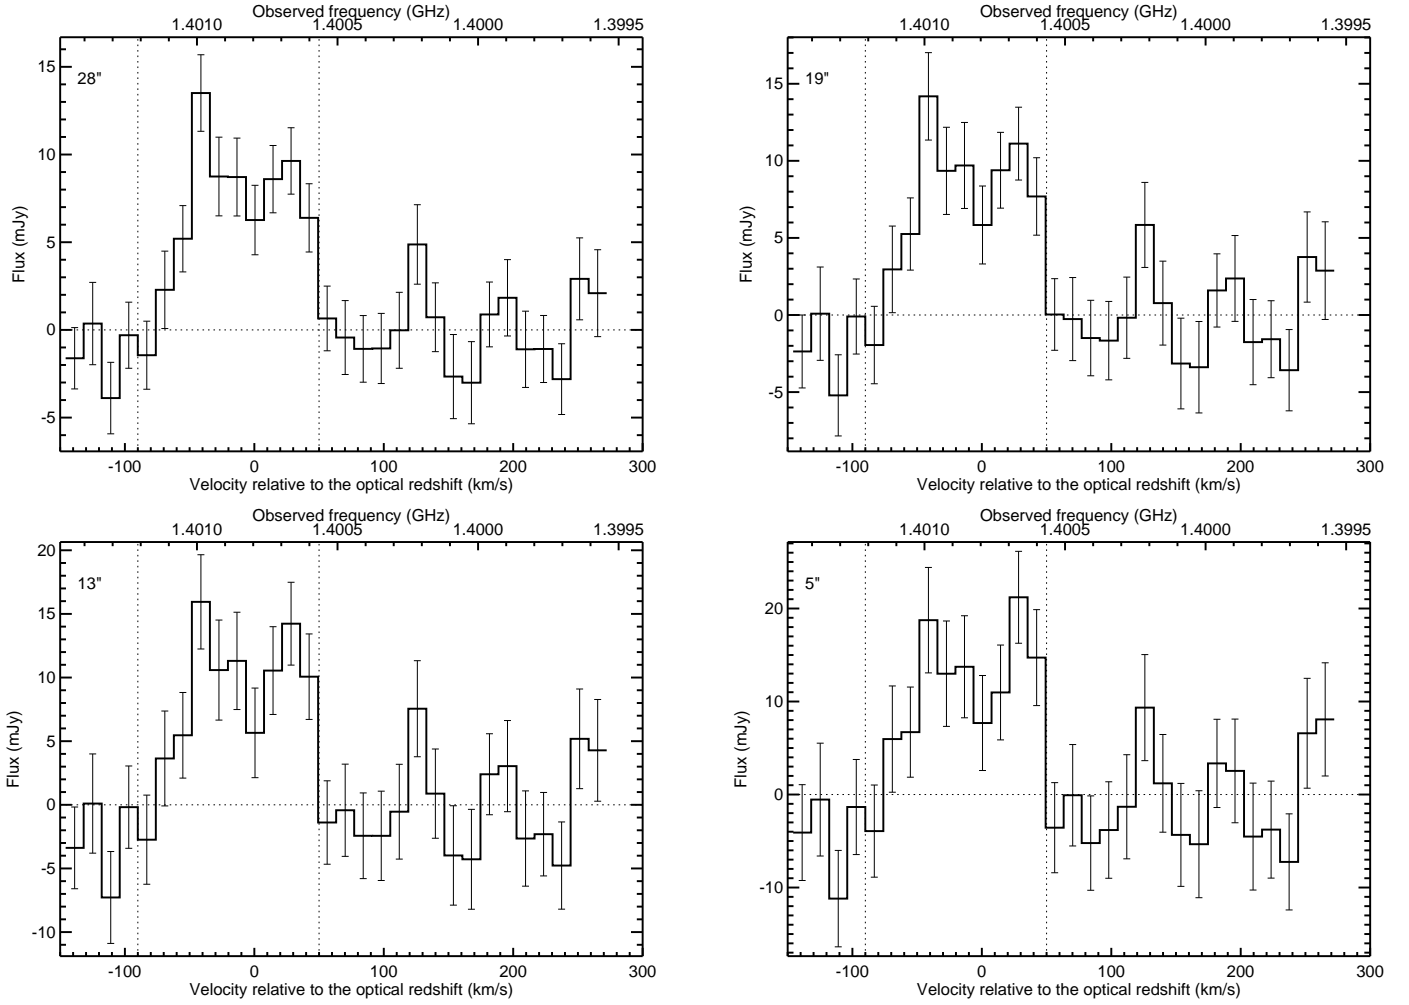 Observed frequency (GHz)
1.4010 1.4005 1.4000 1.3995
28"
Flux (mJy)
15
10
5
0
-5
-100 0 100 200 300
Velocity relative to the optical redshift (km/s)
Observed frequency (GHz)
1.4010 1.4005 1.4000 1.3995
19"
Flux (mJy)
15
10
5
0
-5
-100 0 100 200 300
Velocity relative to the optical redshift (km/s)
Observed frequency (GHz)
1.4010 1.4005 1.4000 1.3995
13"
Flux (mJy)
20
15
10
5
0
-5
-10
-100 0 100 200 300
Velocity relative to the optical redshift (km/s)
Observed frequency (GHz)
1.4010 1.4005 1.4000 1.3995
5"
Flux (mJy)
20
10
0
-10
-100 0 100 200 300
Velocity relative to the optical redshift (km/s)